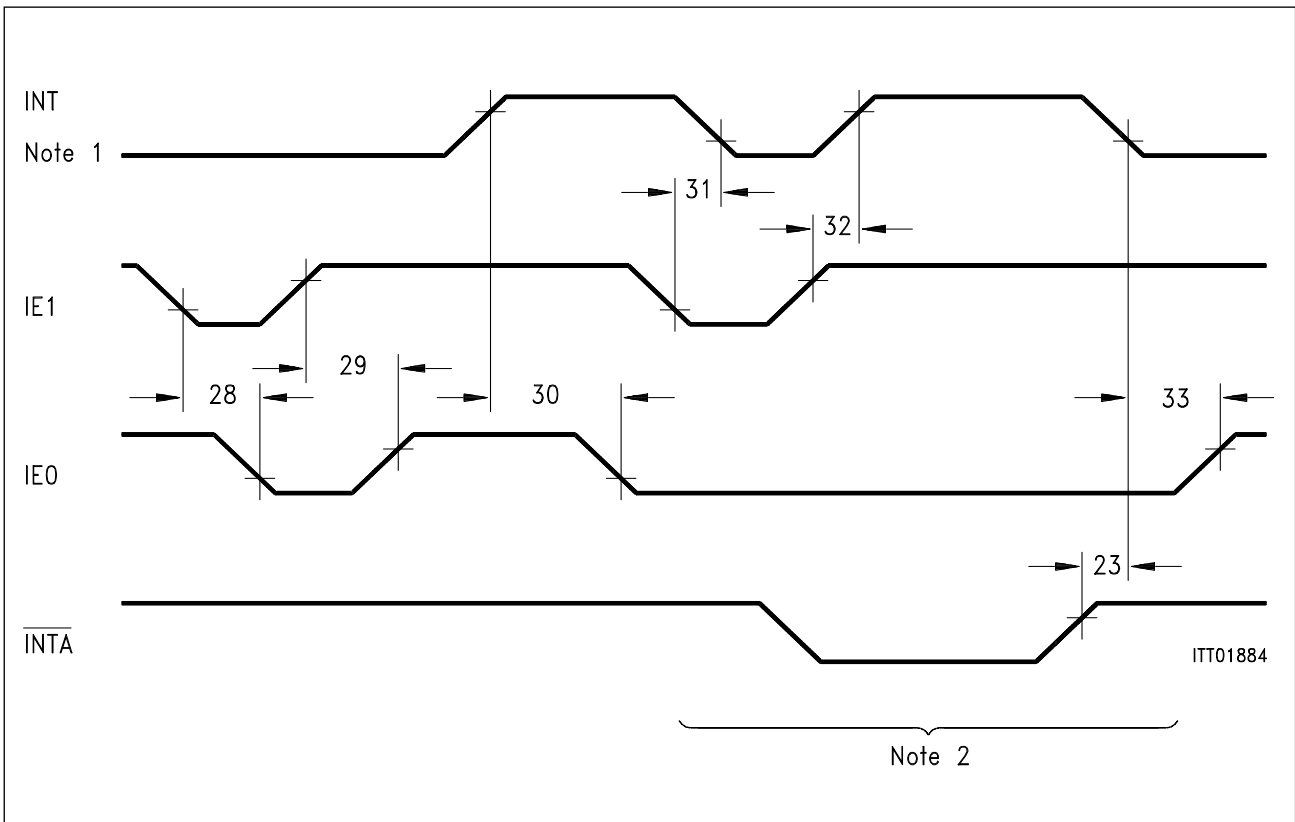 INT
Note 1
31
32
IE1
29
28
30
33
IE0
23
INTA
ITT01884
Note 2